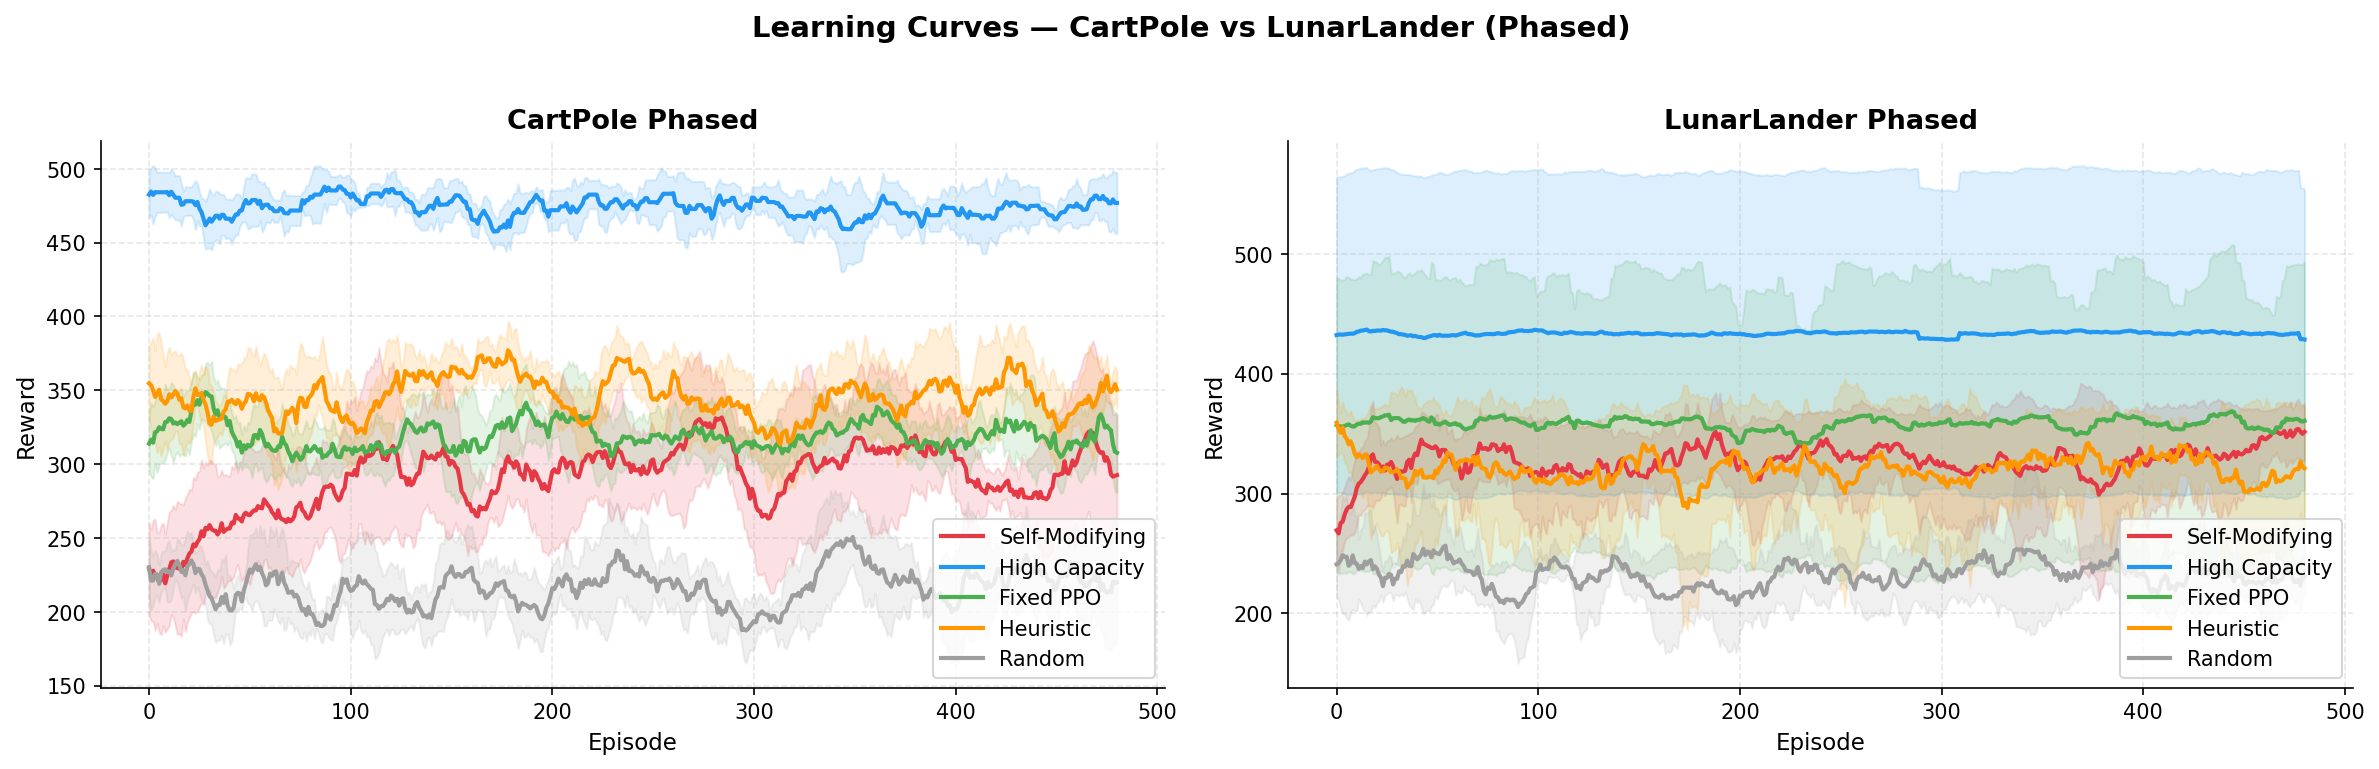 Learning Curves — CartPole vs LunarLander (Phased)
CartPole Phased
Reward
500
450
400
350
300
250
200
150
0 100 200 300 400 500
Episode
Self-Modifying
High Capacity
Fixed PPO
Heuristic
Random
LunarLander Phased
Reward
500
400
300
200
0 100 200 300 400 500
Episode
Self-Modifying
High Capacity
Fixed PPO
Heuristic
Random